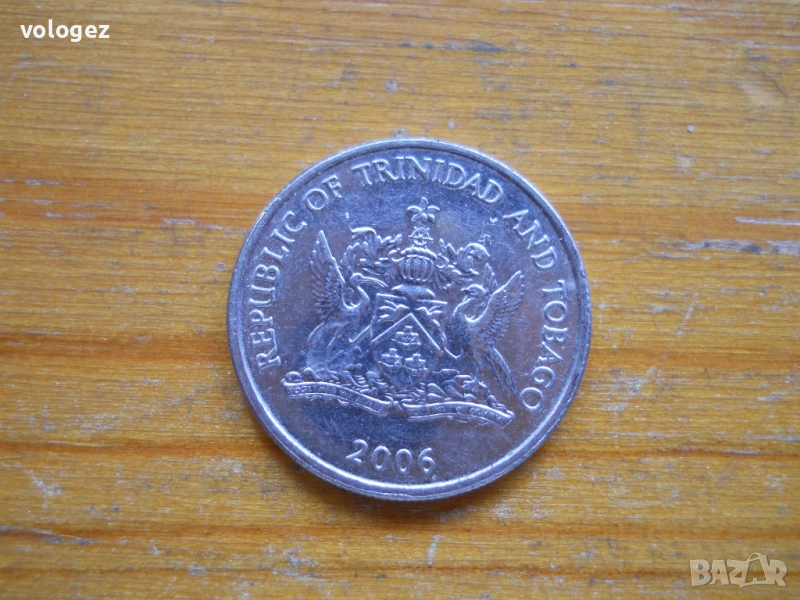 vologez
REPUBLIC OF TRINIDAD AND TOBAGO
2006
BAZAR